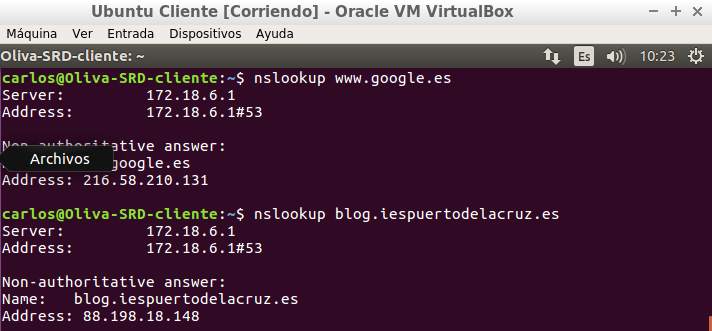 Ubuntu Cliente [Corriendo] - Oracle VM VirtualBox
Máquina Ver Entrada Dispositivos Ayuda
Oliva-SRD-cliente: ~ Es 10:23
carlos@Oliva-SRD-cliente:~$ nslookup www.google.es
Server: 172.18.6.1
Address: 172.18.6.1#53
Non-authoritative answer:
Archivos google.es
Address: 216.58.210.131
carlos@Oliva-SRD-cliente:~$ nslookup blog.iespuertodelacruz.es
Server: 172.18.6.1
Address: 172.18.6.1#53
Non-authoritative answer:
Name: blog.iespuertodelacruz.es
Address: 88.198.18.148